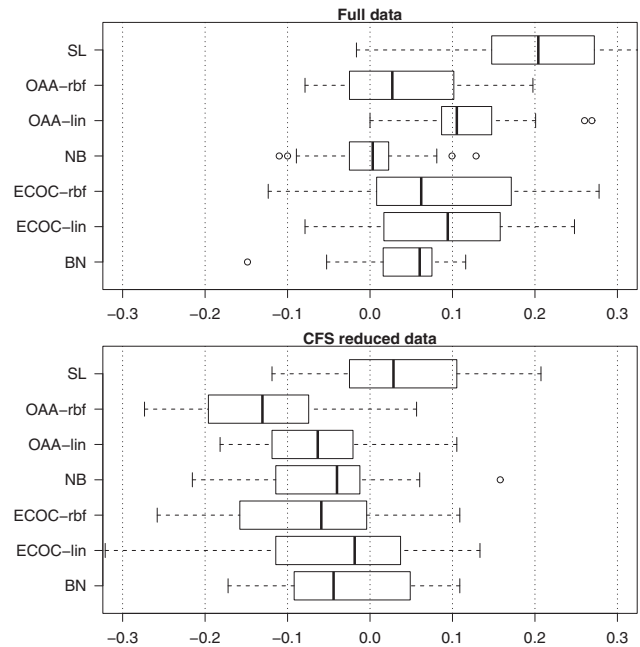 Full data
SL
OAA−rbf
OAA−lin
NB
ECOC−rbf
ECOC−lin
BN
−0.3 −0.2 −0.1 0.0 0.1 0.2 0.3
CFS reduced data
SL
OAA−rbf
OAA−lin
NB
ECOC−rbf
ECOC−lin
BN
−0.3 −0.2 −0.1 0.0 0.1 0.2 0.3